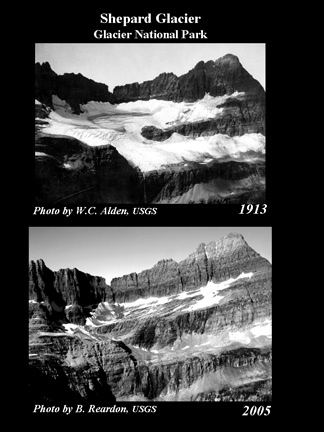 Shepard Glacier
Glacier National Park
Photo by W.C. Alden, USGS
1913
Photo by B. Reardon, USGS
2005